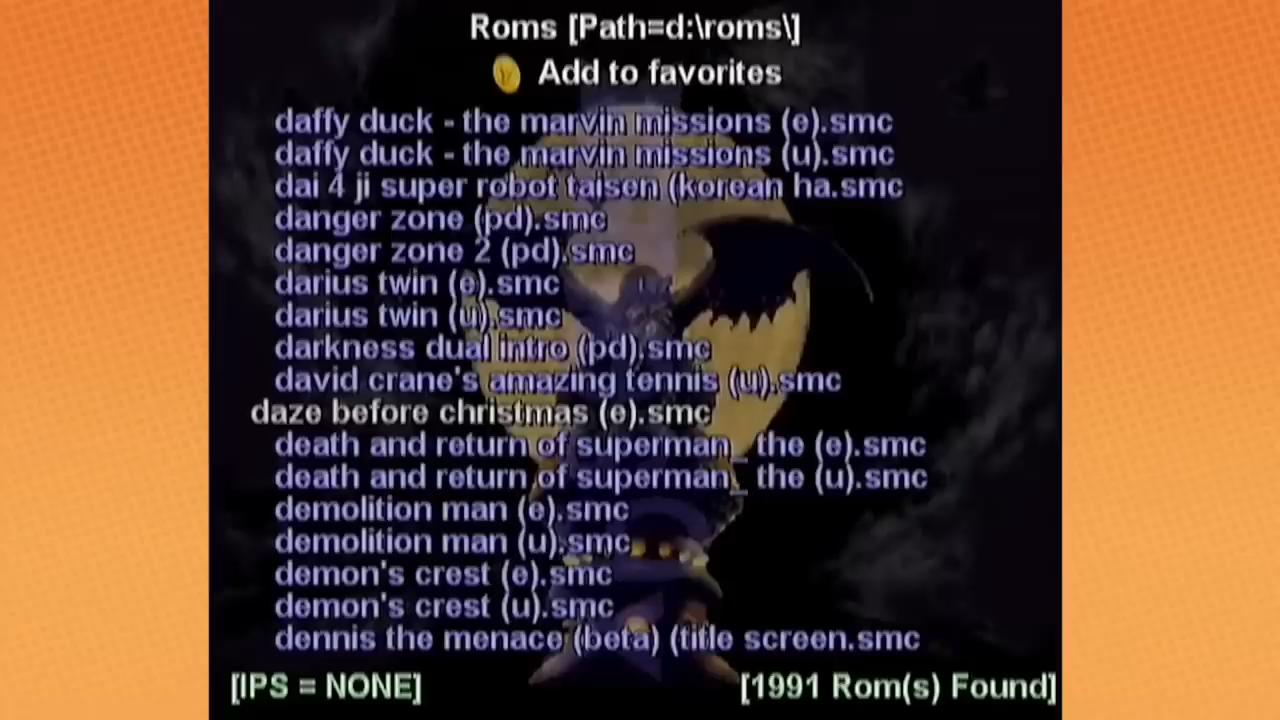 Roms [Path=d:\roms\]
Add to favorites
daffy duck - the marvin missions (e).smc
daffy duck - the marvin missions (u).smc
dai 4 ji super robot taisen (korean ha.smc
danger zone (pd).smc
danger zone 2 (pd).smc
darius twin (e).smc
darius twin (u).smc
darkness dual intro (pd).smc
david crane's amazing tennis (u).smc
daze before christmas (e).smc
death and return of superman_ the (e).smc
death and return of superman_ the (u).smc
demolition man (e).smc
demolition man (u).smc
demon's crest (e).smc
demon's crest (u).smc
dennis the menace (beta) (title screen.smc
[IPS = NONE]
[1991 Rom(s) Found]